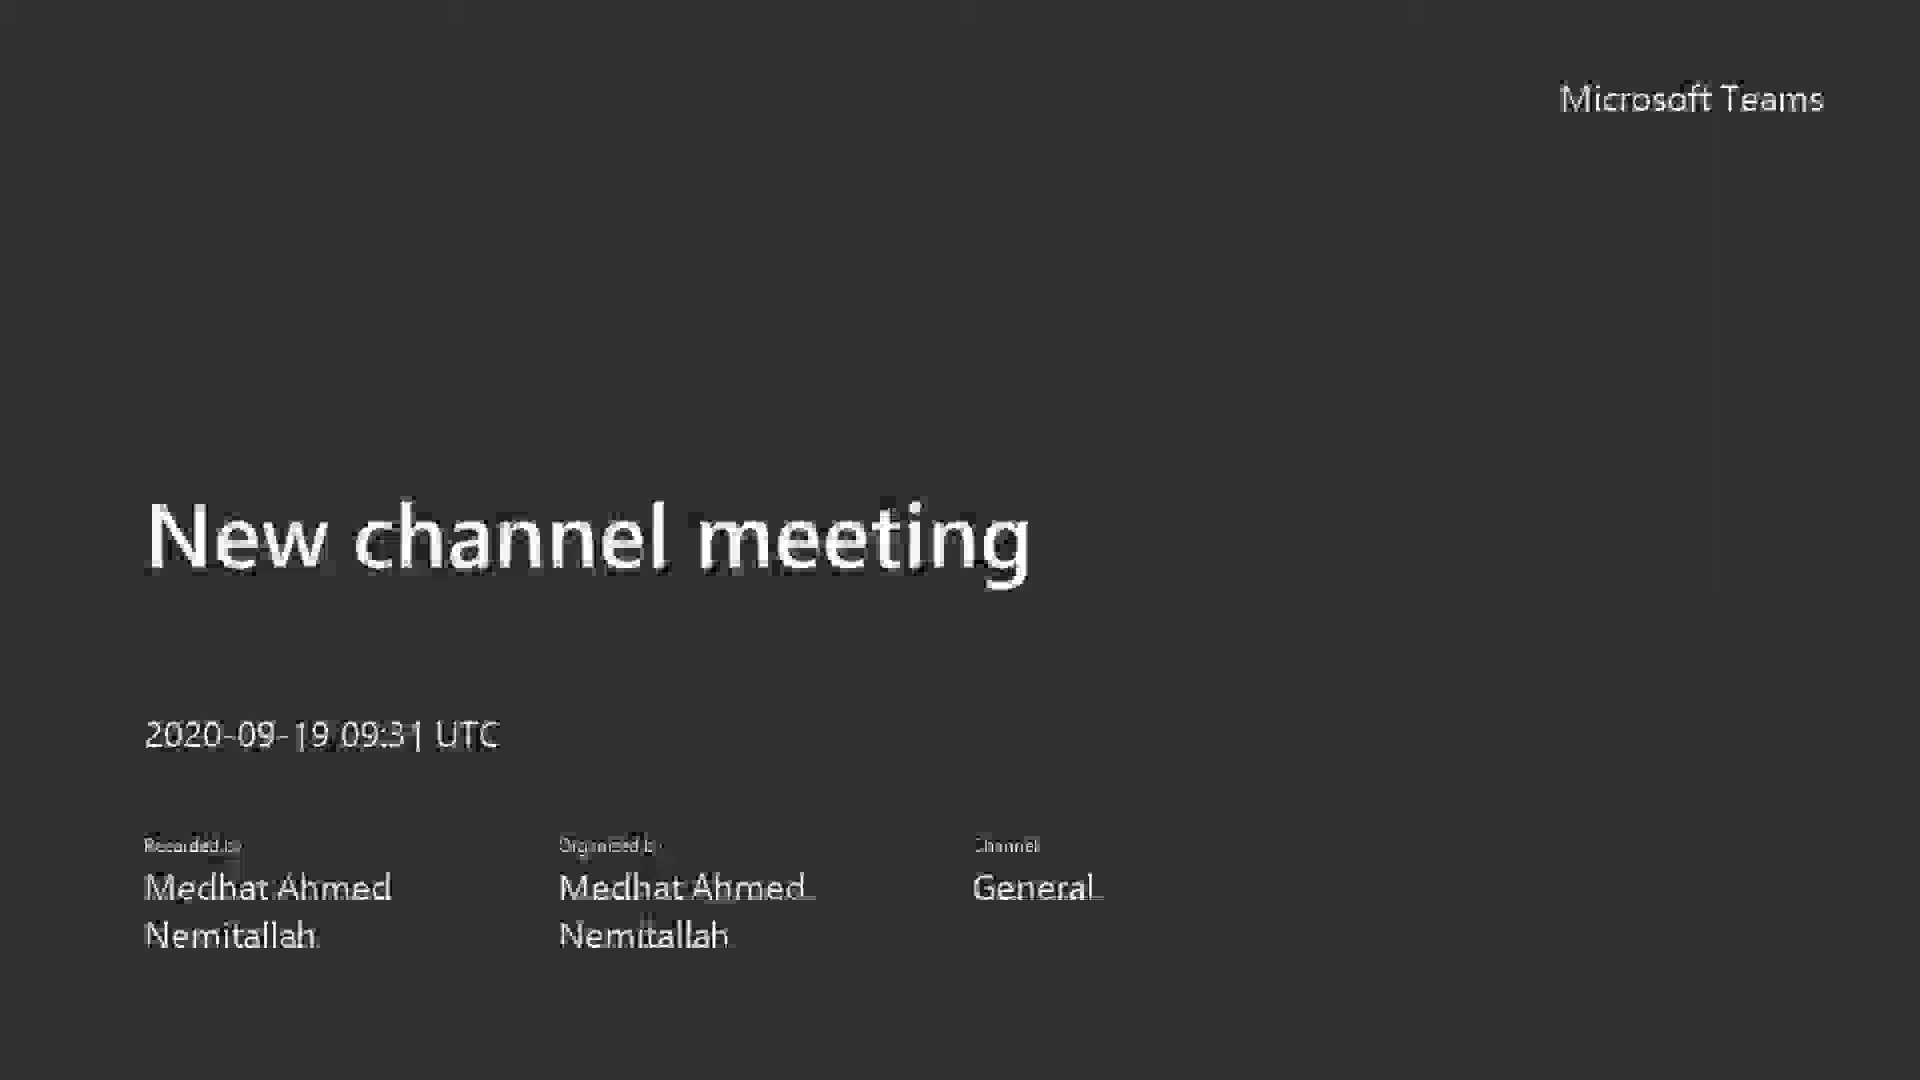 Microsoft Teams
New channel meeting
2020-09-19 09:31 UTC
Recorded by
Organized by
Channel
Medhat Ahmed
Medhat Ahmed
General
Nemitallah
Nemitallah